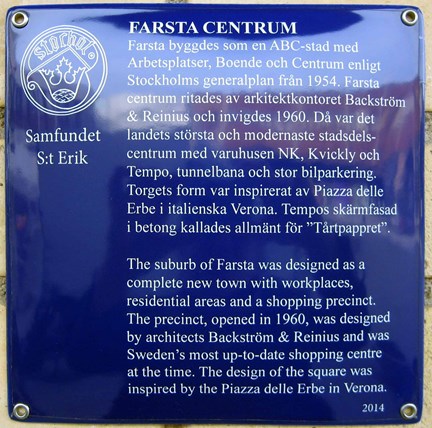 FARSTA CENTRUM
Farsta byggdes som en ABC-stad med
Arbetsplatser, Boende och Centrum enligt
Stockholms generalplan från 1954. Farsta
centrum ritades av arkitektkontoret Backström
& Reinius och invigdes 1960. Då var det
landets största och modernaste stadsdels-
centrum med varuhusen NK, Kvickly och
Tempo, tunnelbana och stor bilparkering.
Torgets form var inspirerat av Piazza delle
Erbe i italienska Verona. Tempos skärmfasad
i betong kallades allmänt för ”Tårtpappret”.
The suburb of Farsta was designed as a
complete new town with workplaces,
residential areas and a shopping precinct.
The precinct, opened in 1960, was designed
by architects Backström & Reinius and was
Sweden’s most up-to-date shopping centre
at the time. The design of the square was
inspired by the Piazza delle Erbe in Verona.
2014
Samfundet
S:t Erik